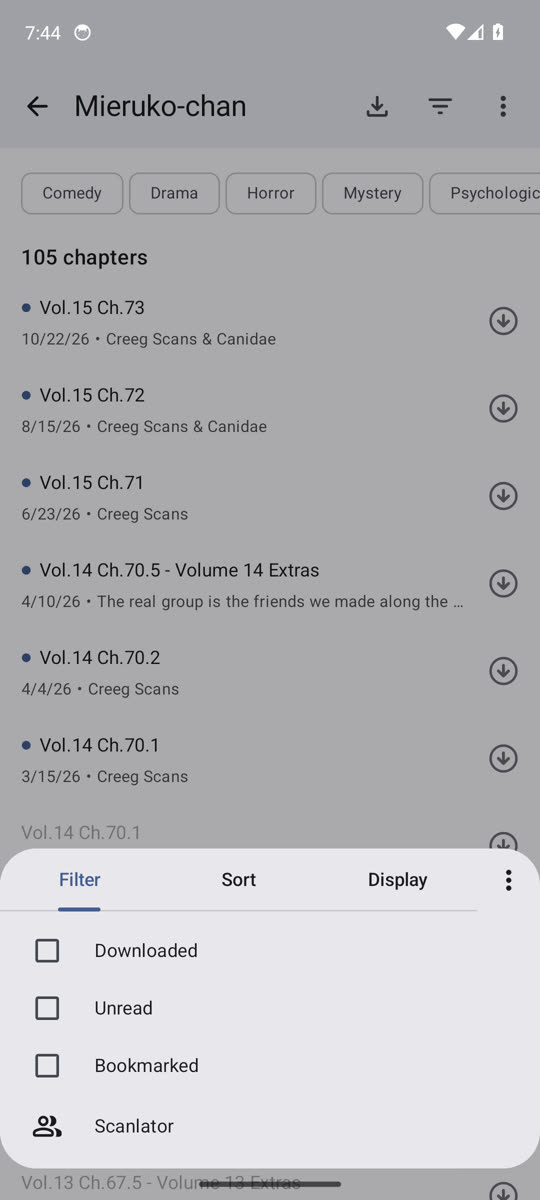 7:44
Mieruko-chan
Comedy
Drama
Horror
Mystery
Psychologic
105 chapters
Vol.15 Ch.73
10/22/26 • Creeg Scans & Canidae
Vol.15 Ch.72
8/15/26 • Creeg Scans & Canidae
Vol.15 Ch.71
6/23/26 • Creeg Scans
Vol.14 Ch.70.5 - Volume 14 Extras
4/10/26 • The real group is the friends we made along the ...
Vol.14 Ch.70.2
4/4/26 • Creeg Scans
Vol.14 Ch.70.1
3/15/26 • Creeg Scans
Vol.14 Ch.70.1
Filter
Sort
Display
Downloaded
Unread
Bookmarked
Scanlator
Vol.13 Ch.67.5 - Volume 13 Extras